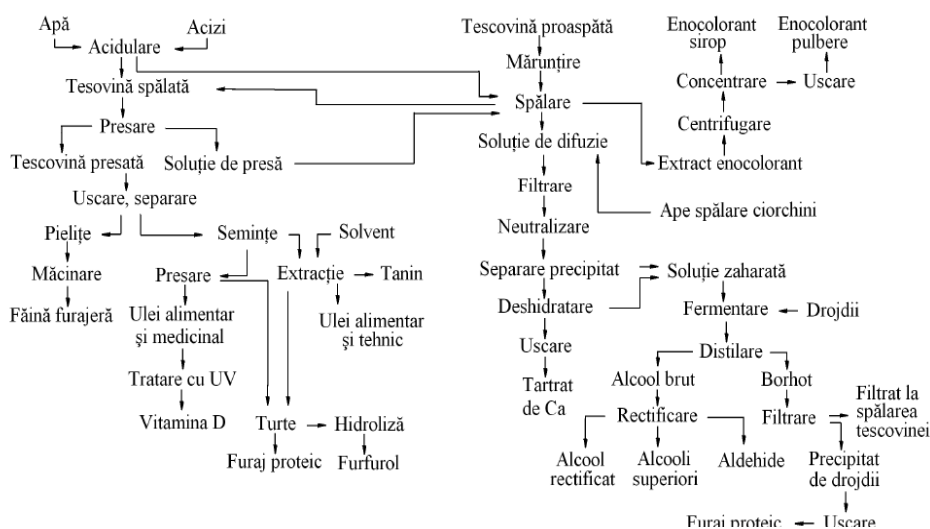 Apă
Acizi
Acidulare
Tesovină spălată
Presare
Tescovină presată
Soluție de presă
Uscare, separare
Pielițe
Semințe
Solvent
Măcinare
Presare
Extracție
Tanin
Făină furajeră
Ulei alimentar
și medicinal
Ulei alimentar
și tehnic
Tratare cu UV
Vitamina D
Turte
Hidroliză
Furaj proteic
Furfurol
Tescovină proaspătă
Mărunțire
Spălare
Soluție de difuzie
Filtrare
Neutralizare
Separare precipitat
Deshidratare
Uscare
Tartrat
de Ca
Enocolorant
sirop
Enocolorant
pulbere
Concentrare
Uscare
Centrifugare
Extract enocolorant
Ape spălare ciorchini
Soluție zaharată
Fermentare
Drojdii
Distilare
Alcool brut
Borhot
Rectificare
Filtrare
Filtrat la
spălarea
tescovinei
Alcool
rectificat
Alcooli
superiori
Aldehide
Precipitat
de drojdii
Uscare
Furaj proteic